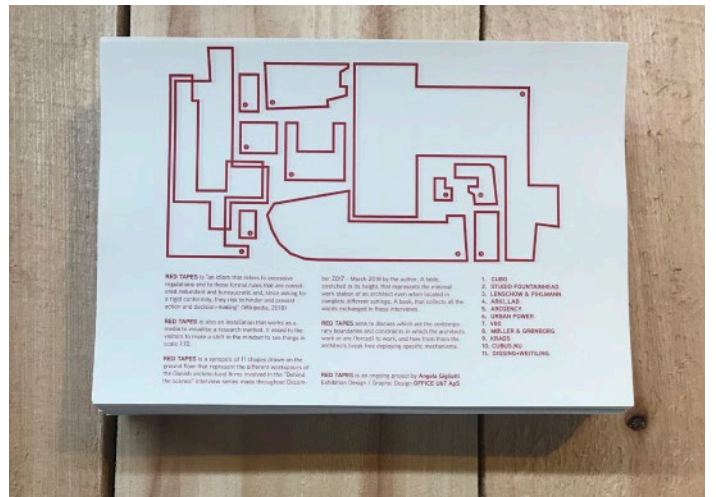 RED TAPES is "an idiom that refers to excessive
regulations and to those formal rules that are consid-
ered redundant and bureaucratic and, since asking for
a rigid conformity, they risk to hinder and prevent
action and decision-making" (Wikipedia, 2018)
RED TAPES is also an installation that works as a
media to visualize a research method. It asked to the
visitors to make a shift in the mindset to see things in
scale 1:10.
RED TAPES is a synopsis of 11 shapes drawn on the
ground floor that represent the different workspaces of
the Danish architectural firms involved in the "Behind
the scenes" interview series made throughout Decem-
ber 2017 - March 2018 by the author. A table,
stretched in its height, that represents the minimal
work station of an architect even when located in
complete different settings. A book, that collects all the
words exchanged in these interviews.
RED TAPES aims to discuss which are the contempo-
rary boundaries and constraints in which the architects
work or are (forced) to work, and how from them the
architects break free deploying specific mechanisms.
RED TAPES is an ongoing project by Angela Gigliotti
Exhibition Design / Graphic Design OFFICE U67 ApS
1. CUBO
2. STUDIO FOUNTAINHEAD
3. LENSCHOW & PIHLMANN
4. ARKILAB
5. ARCGENCY
6. URBAN POWER
7. VBC
8. MØLLER & GRØNBORG
9. KRADS
10. CUBUS.NU
11. DISSING+WEITLING